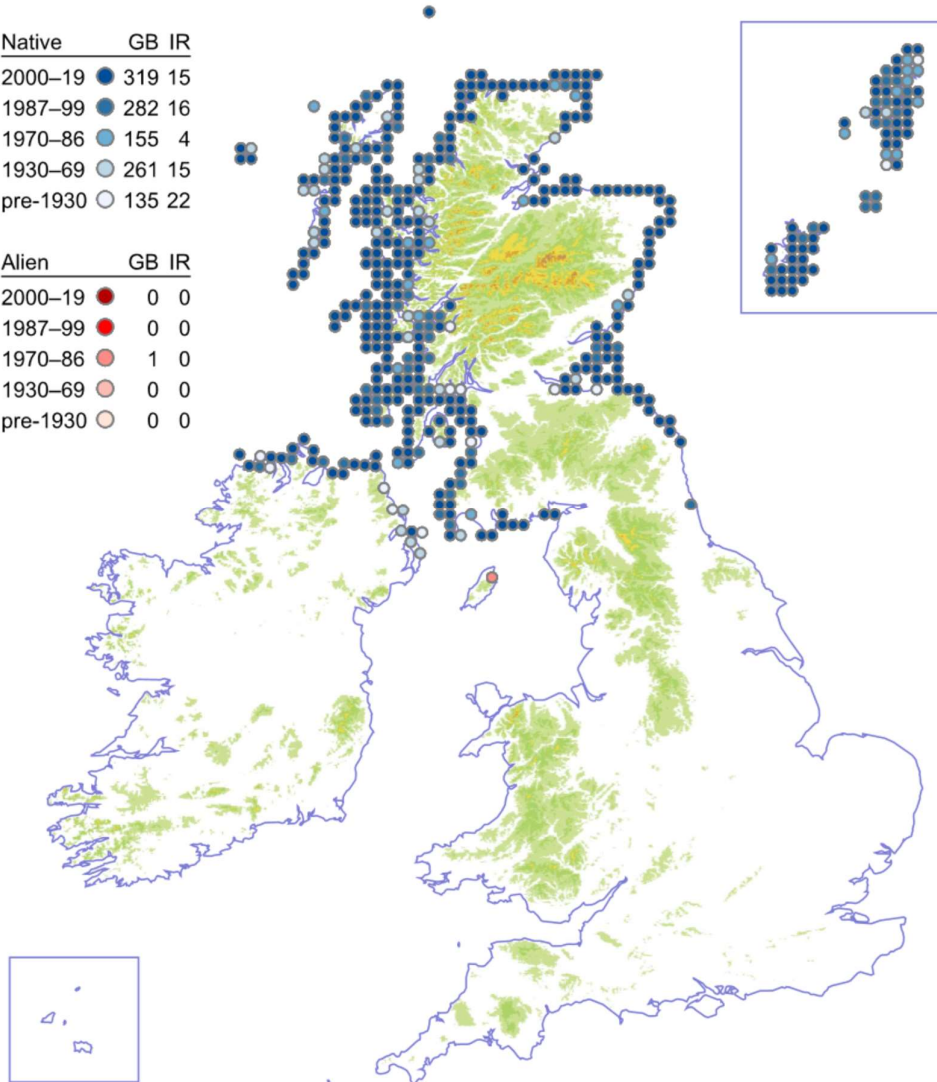 Native GB IR
2000–19 319 15
1987–99 282 16
1970–86 155 4
1930–69 261 15
pre-1930 135 22
Alien GB IR
2000–19 0 0
1987–99 0 0
1970–86 1 0
1930–69 0 0
pre-1930 0 0